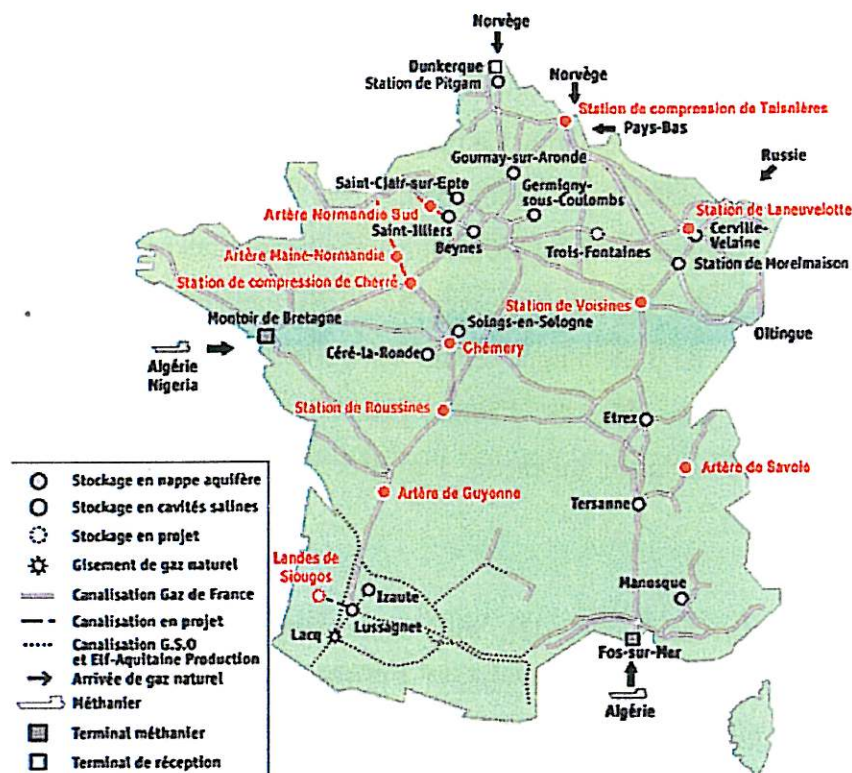 Norvège
Dunkerque
Station de Pitgam
Norvège
Station de compression de Taisnières
Pays-Bas
Gournay-sur-Aronde
Russie
Saint-Clair-sur-Epte
Germigny-
sous-Coulombs
Artère Normandie Sud
Station de Laneuvelotte
Saint-Illiers
Cerville-
Velaine
Beynes
Trois-Fontaines
Artère Maine-Normandie
Station de Morelmaison
Station de compression de Cherré
Station de Voisines
Montoir de Bretagne
Soings-en-Sologne
Oltingue
Chémery
Céré-la-Ronde
Algérie
Nigeria
Station de Roussines
Etrez
Artère de Savoie
Artère de Guyenne
Tersanne
Stockage en nappe aquifère
Stockage en cavités salines
Stockage en projet
Gisement de gaz naturel
Canalisation Gaz de France
Canalisation en projet
Canalisation G.S.O
et Elf-Aquitaine Production
Arrivée de gaz naturel
Méthanier
Terminal méthanier
Terminal de réception
Landes de
Siougos
Izaute
Manosque
Lussagnet
Lacq
Fos-sur-Mer
Algérie